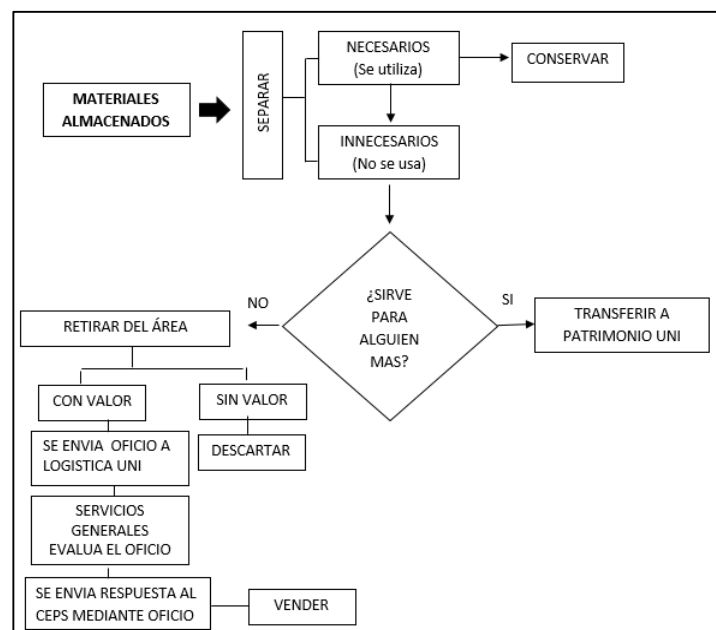 MATERIALES
ALMACENADOS
SEPARAR
NECESARIOS
(Se utiliza)
CONSERVAR
INNECESARIOS
(No se usa)
¿SIRVE
PARA
ALGUIEN
MAS?
NO
SI
RETIRAR DEL ÁREA
TRANSFERIR A
PATRIMONIO UNI
CON VALOR
SIN VALOR
SE ENVIA OFICIO A
LOGISTICA UNI
DESCARTAR
SERVICIOS
GENERALES
EVALUA EL OFICIO
SE ENVIA RESPUESTA AL
CEPS MEDIANTE OFICIO
VENDER